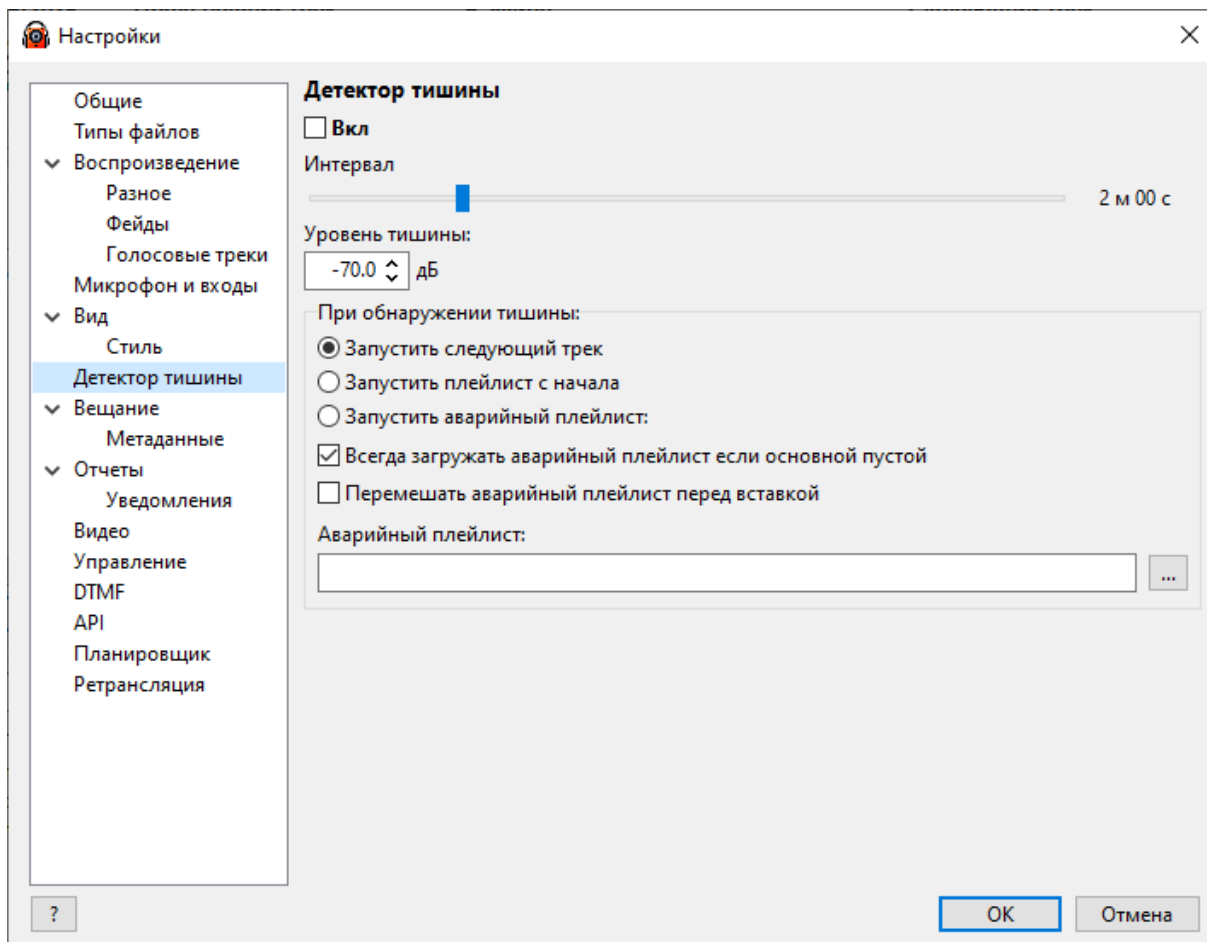 Настройки
Общие
Типы файлов
Воспроизведение
Разное
Фейды
Голосовые треки
Микрофон и входы
Вид
Стиль
Детектор тишины
Вещание
Метаданные
Отчеты
Уведомления
Видео
Управление
DTMF
API
Планировщик
Ретрансляция
Детектор тишины
Вкл
Интервал
2 м 00 с
Уровень тишины:
-70.0 дБ
При обнаружении тишины:
Запустить следующий трек
Запустить плейлист с начала
Запустить аварийный плейлист:
Всегда загружать аварийный плейлист если основной пустой
Перемешать аварийный плейлист перед вставкой
Аварийный плейлист:
...
?
OK
Отмена